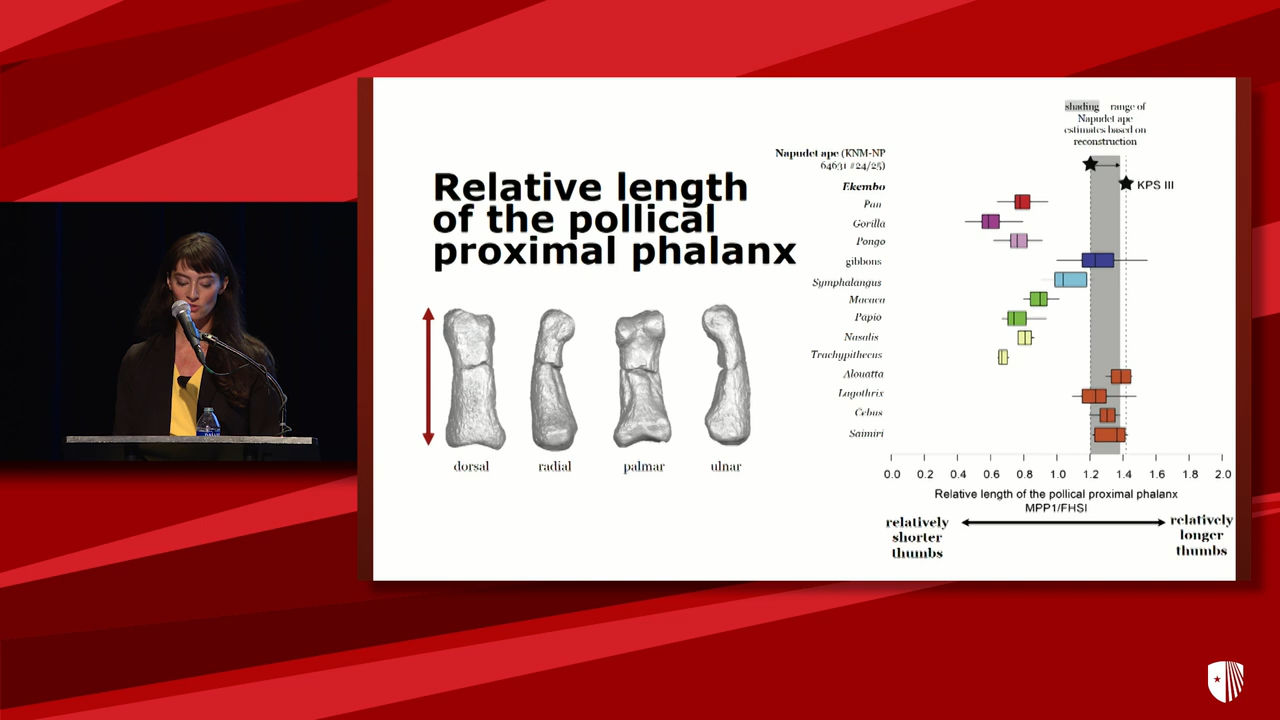 Relative length
of the pollical
proximal phalanx
dorsal
radial
palmar
ulnar
shading range of
Napudet ape
estimates based on
reconstruction
Napudet ape (KNM-NP
64631 #24/25)
Ekembo
KPS III
Pan
Gorilla
Pongo
gibbons
Symphalangus
Macaca
Papio
Nasalis
Trachypithecus
Alouatta
Lagothrix
Cebus
Saimiri
0.0 0.2 0.4 0.6 0.8 1.0 1.2 1.4 1.6 1.8 2.0
Relative length of the pollical proximal phalanx
MPP1/FHSI
relatively
shorter
thumbs
relatively
longer
thumbs